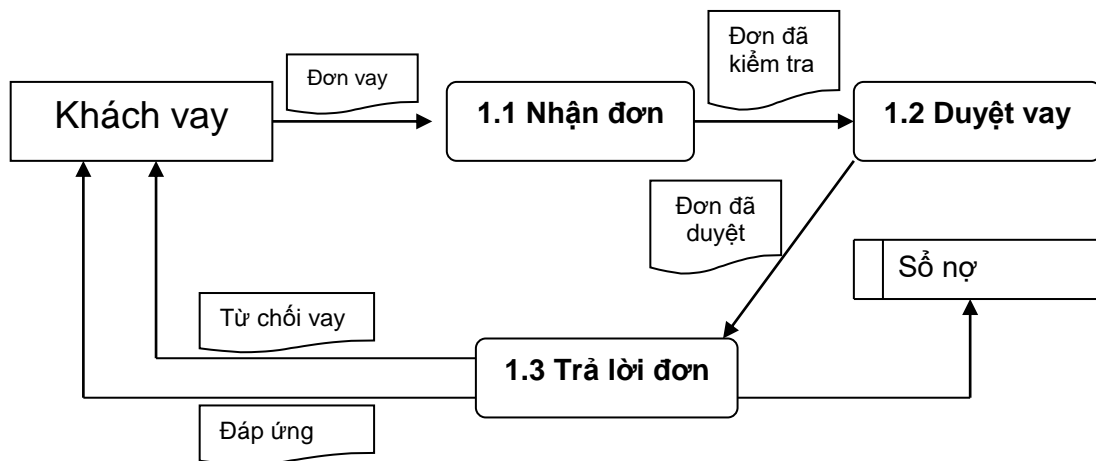 Đơn vay
Đơn đã
kiểm tra
Khách vay
1.1 Nhận đơn
1.2 Duyệt vay
Đơn đã
duyệt
Sổ nợ
Từ chối vay
1.3 Trả lời đơn
Đáp ứng